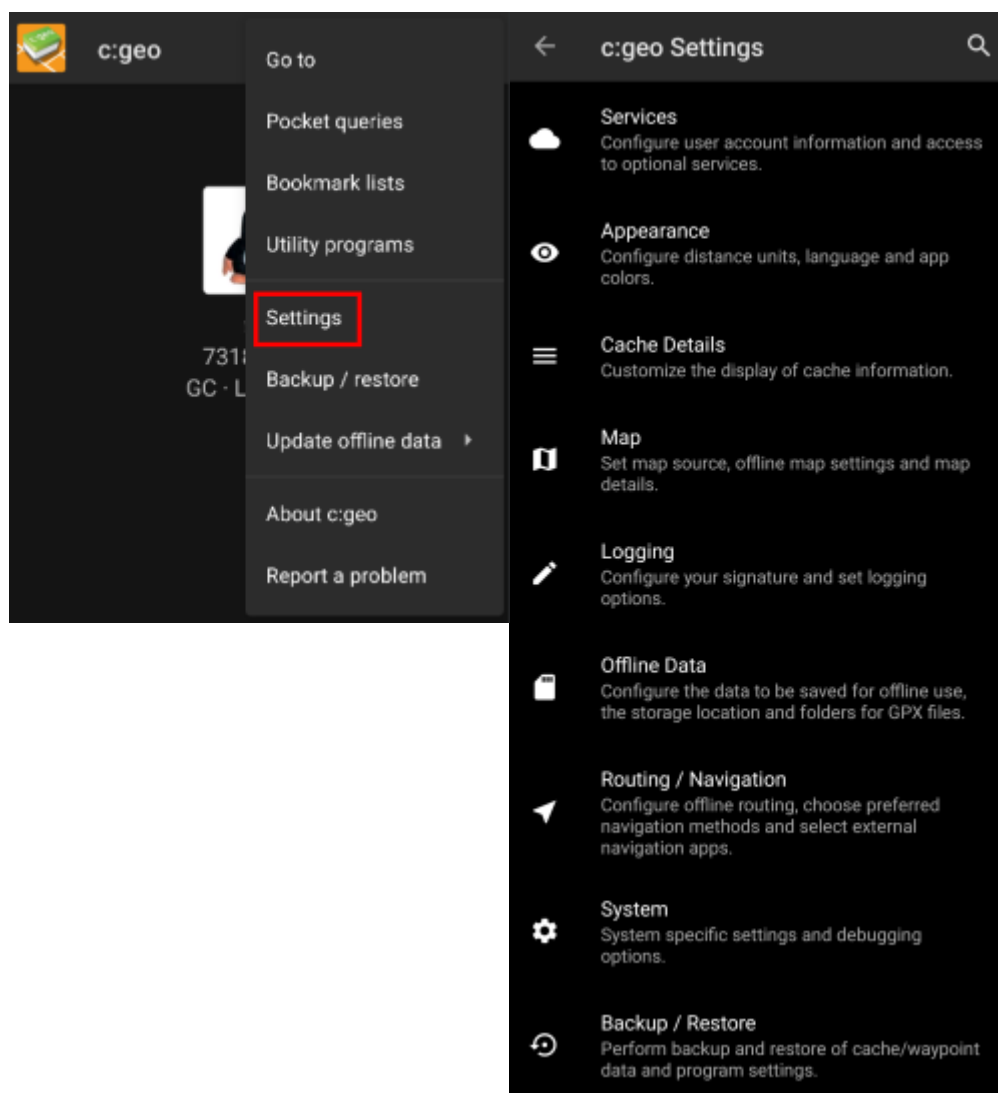 c:geo
Go to
Pocket queries
Bookmark lists
Utility programs
Settings
7318
GC · L
Backup / restore
Update offline data
About c:geo
Report a problem
c:geo Settings
Services
Configure user account information and access
to optional services.
Appearance
Configure distance units, language and app
colors.
Cache Details
Customize the display of cache information.
Map
Set map source, offline map settings and map
details.
Logging
Configure your signature and set logging
options.
Offline Data
Configure the data to be saved for offline use,
the storage location and folders for GPX files.
Routing / Navigation
Configure offline routing, choose preferred
navigation methods and select external
navigation apps.
System
System specific settings and debugging
options.
Backup / Restore
Perform backup and restore of cache/waypoint
data and program settings.